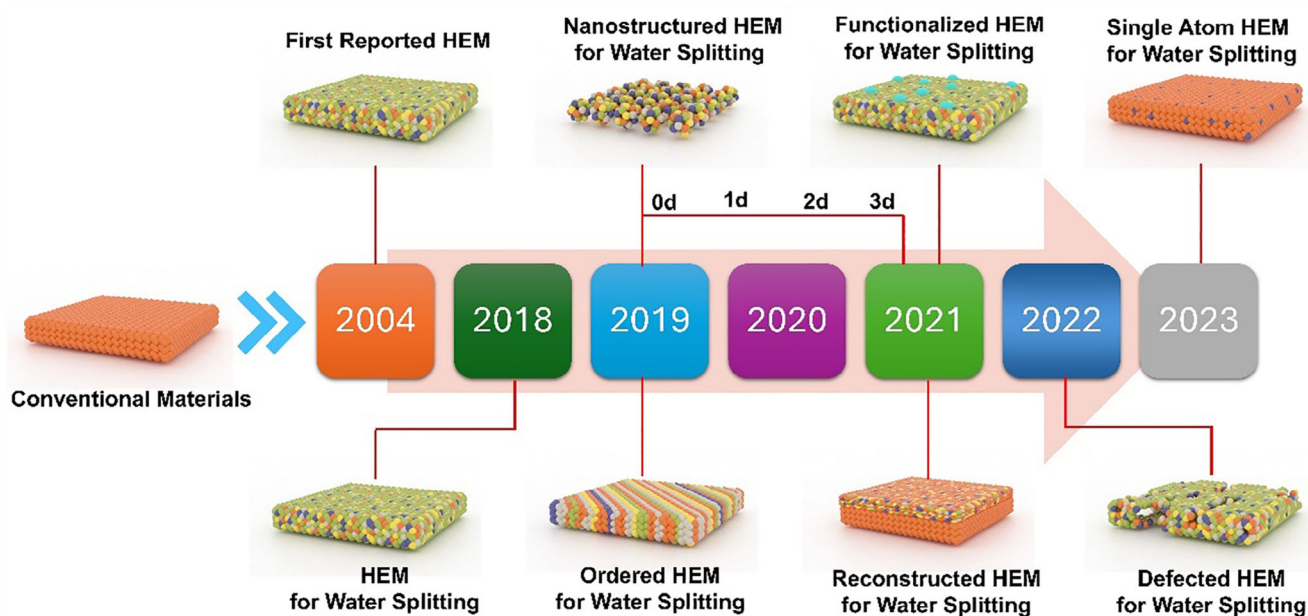 First Reported HEM
Nanostructured HEM
for Water Splitting
Functionalized HEM
for Water Splitting
Single Atom HEM
for Water Splitting
0d 1d 2d 3d
2004 2018 2019 2020 2021 2022 2023
Conventional Materials
HEM
for Water Splitting
Ordered HEM
for Water Splitting
Reconstructed HEM
for Water Splitting
Defected HEM
for Water Splitting